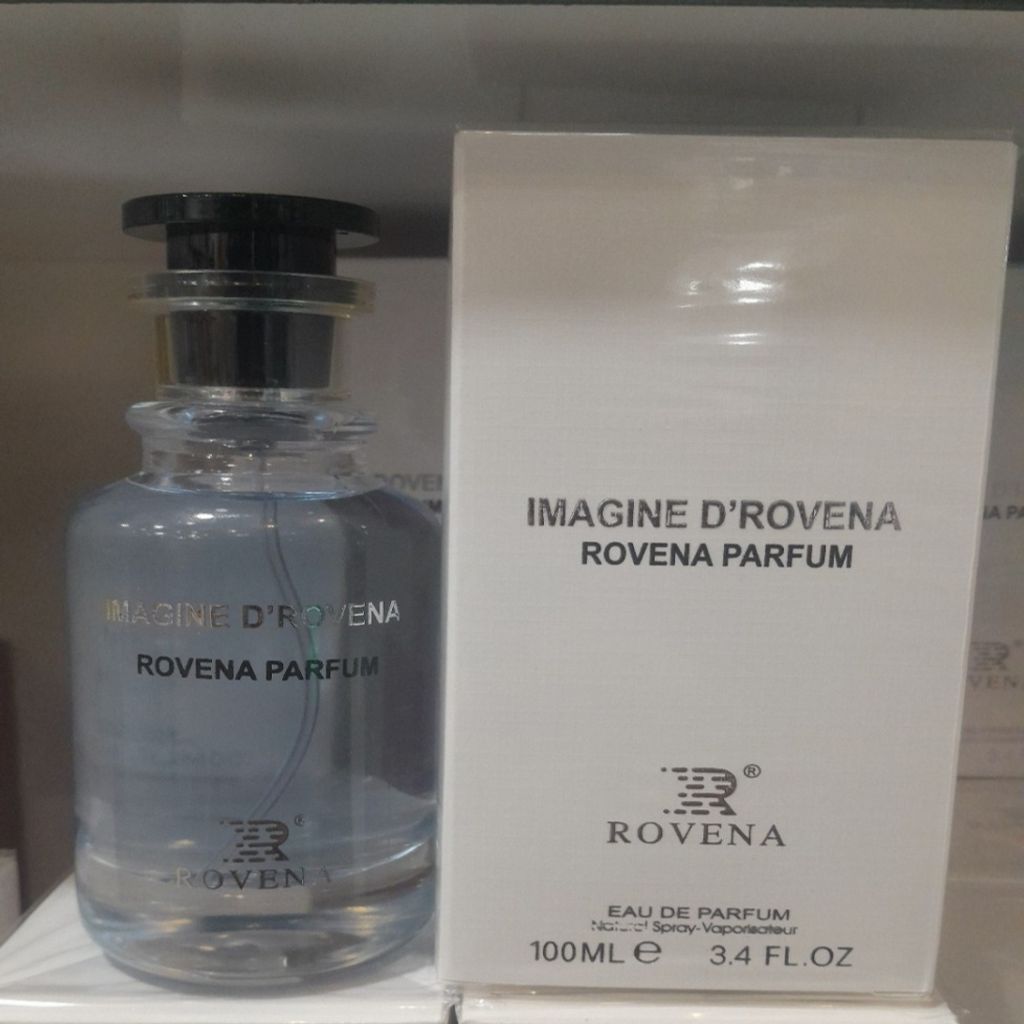 IMAGINE D'ROVENA
ROVENA PARFUM
R®
ROVENA
IMAGINE D'ROVENA
ROVENA PARFUM
R®
ROVENA
EAU DE PARFUM
Natural Spray-Vaporisateur
100ML e 3.4 FL.OZ